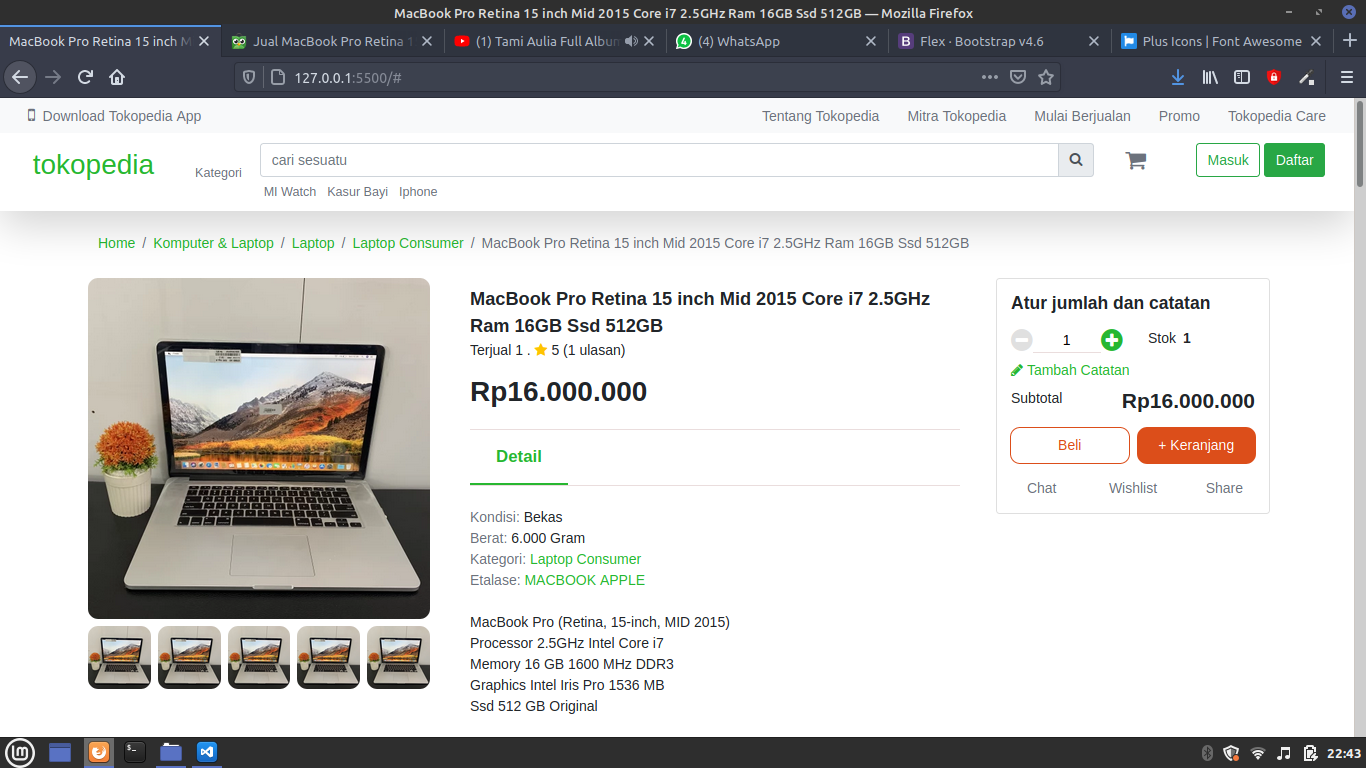 MacBook Pro Retina 15 inch Mid 2015 Core i7 2.5GHz Ram 16GB Ssd 512GB — Mozilla Firefox
MacBook Pro Retina 15 inch M
Jual MacBook Pro Retina 1
(1) Tami Aulia Full Album
(4) WhatsApp
Flex · Bootstrap v4.6
Plus Icons | Font Awesome
127.0.0.1:5500/#
Download Tokopedia App
Tentang Tokopedia Mitra Tokopedia Mulai Berjualan Promo Tokopedia Care
tokopedia
Kategori
cari sesuatu
Masuk
Daftar
MI Watch Kasur Bayi Iphone
Home / Komputer & Laptop / Laptop / Laptop Consumer / MacBook Pro Retina 15 inch Mid 2015 Core i7 2.5GHz Ram 16GB Ssd 512GB
MacBook Pro Retina 15 inch Mid 2015 Core i7 2.5GHz
Ram 16GB Ssd 512GB
Terjual 1 . 5 (1 ulasan)
Rp16.000.000
Detail
Kondisi: Bekas
Berat: 6.000 Gram
Kategori: Laptop Consumer
Etalase: MACBOOK APPLE
MacBook Pro (Retina, 15-inch, MID 2015)
Processor 2.5GHz Intel Core i7
Memory 16 GB 1600 MHz DDR3
Graphics Intel Iris Pro 1536 MB
Ssd 512 GB Original
Atur jumlah dan catatan
1
Stok 1
Tambah Catatan
Subtotal Rp16.000.000
Beli
+ Keranjang
Chat Wishlist Share
22:43